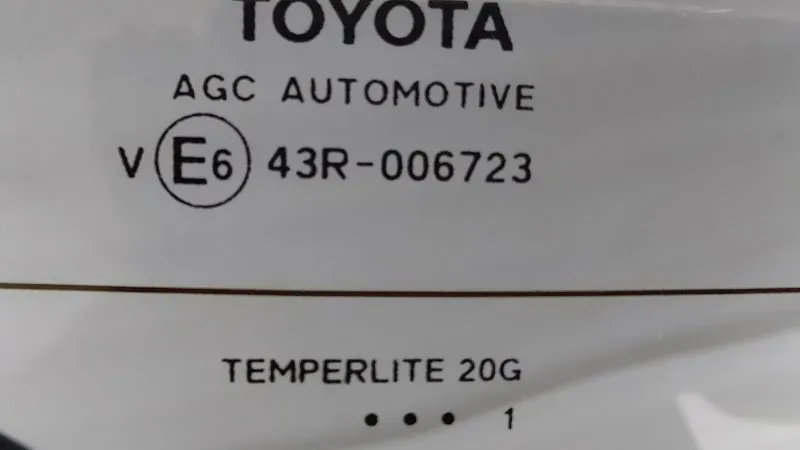 TOYOTA
AGC AUTOMOTIVE
V E6 43R-006723
TEMPERLITE 20G
• • • 1